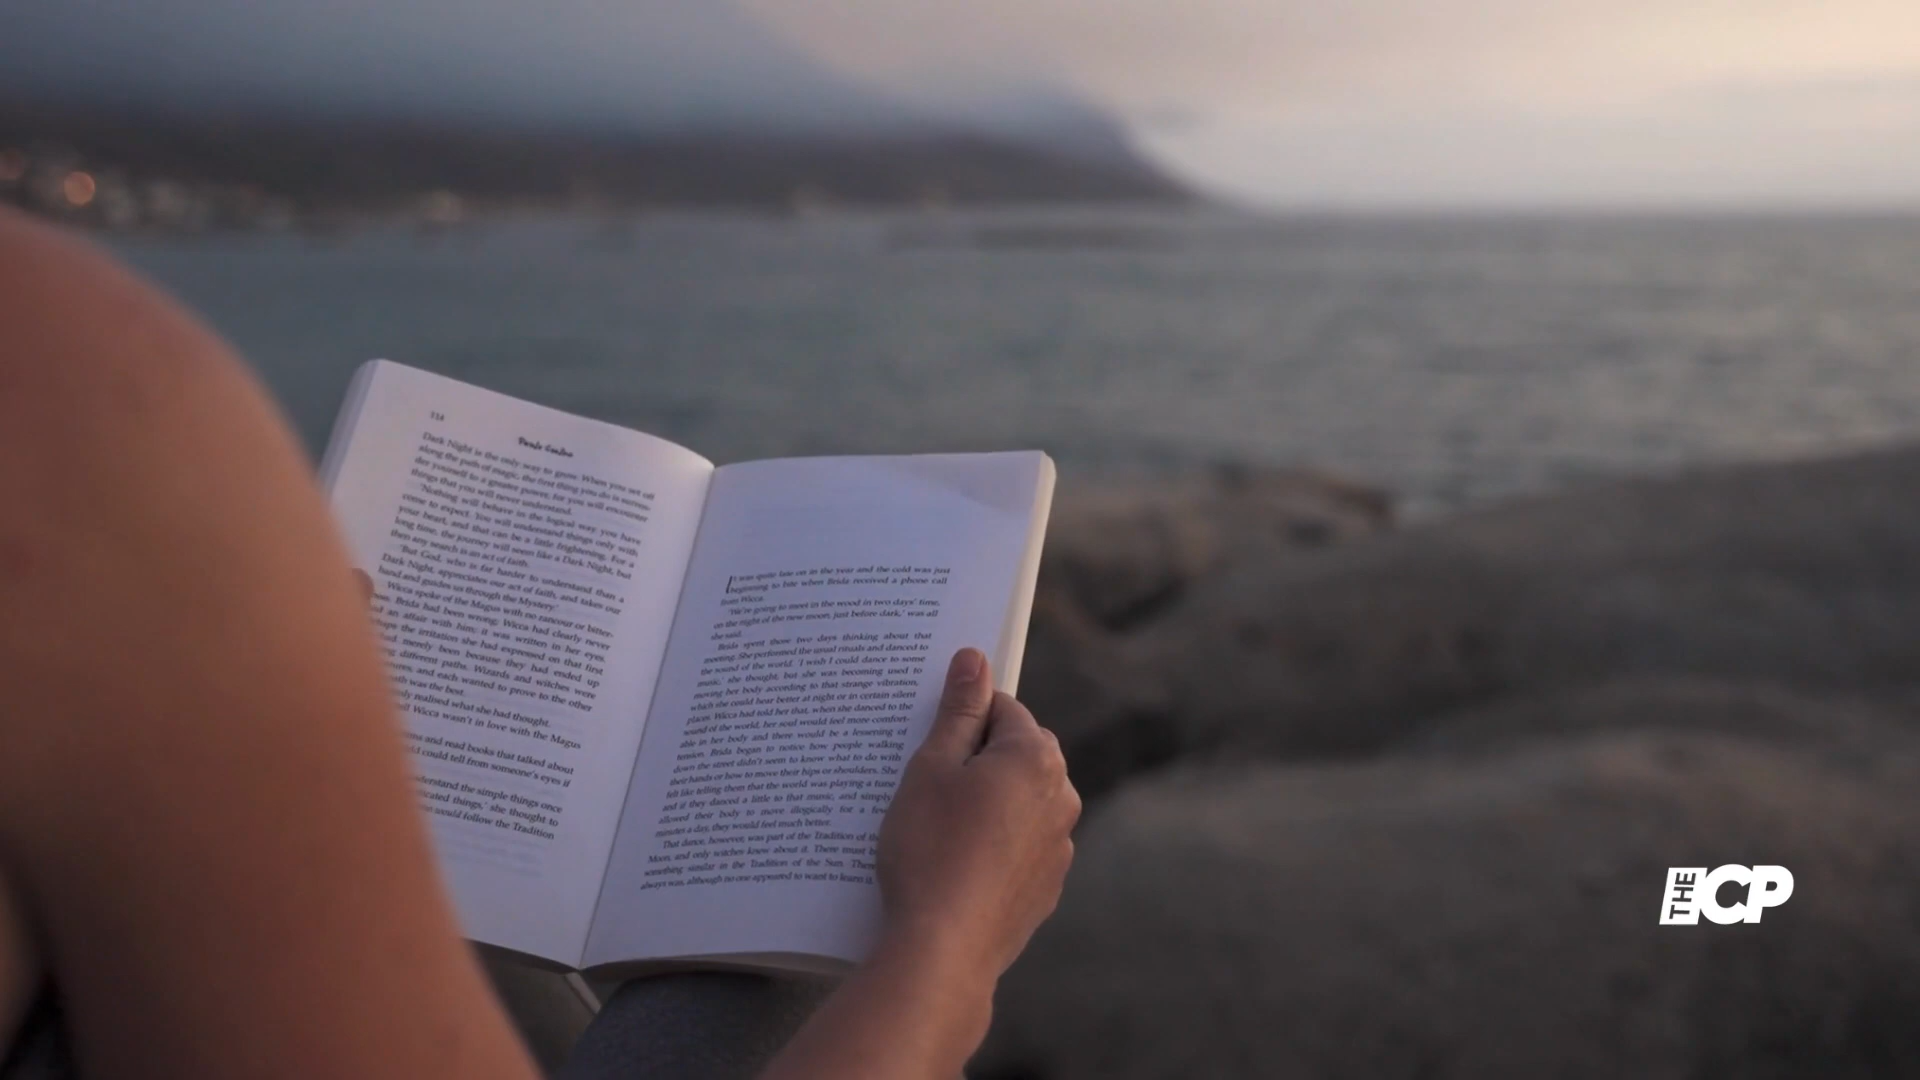 114
Paulo Coelho
Dark Night is the only way to grow. When you set off
along the path of magic, the first thing you do is surren-
der yourself to a greater power, for you will encounter
things that you will never understand.
'Nothing will behave in the logical way you have
come to expect. You will understand things only with
your heart, and that can be a little frightening. For a
long time, the journey will seem like a Dark Night, but
then any search is an act of faith.
'But God, who is far harder to understand than a
Dark Night, appreciates our act of faith, and takes our
hand and guides us through the Mystery.'
Wicca spoke of the Magus with no rancour or bitter-
ness. Brida had been wrong; Wicca had clearly never
had an affair with him; it was written in her eyes.
the irritation she had expressed on that first
had merely been because they had ended up
different paths. Wizards and witches were
and each wanted to prove to the other
was the best.
realised what she had thought.
Wicca wasn't in love with the Magus
and read books that talked about
could tell from someone's eyes if
understand the simple things once
things,' she thought to
would follow the Tradition
It was quite late on in the year and the cold was just
beginning to bite when Brida received a phone call
from Wicca.
'We're going to meet in the wood in two days' time,
on the night of the new moon, just before dark,' was all
she said.
Brida spent those two days thinking about that
meeting. She performed the usual rituals and danced to
the sound of the world. 'I wish I could dance to some
music,' she thought, but she was becoming used to
moving her body according to that strange vibration,
which she could hear better at night or in certain silent
places. Wicca had told her that, when she danced to the
sound of the world, her soul would feel more comfort-
able in her body and there would be a lessening of
tension. Brida began to notice how people walking
down the street didn't seem to know what to do with
their hands or how to move their hips or shoulders. She
felt like telling them that the world was playing a tune
and if they danced a little to that music, and simply
allowed their body to move illogically for a few
minutes a day, they would feel much better.
That dance, however, was part of the Tradition of the
Moon, and only witches knew about it. There must be
something similar in the Tradition of the Sun. There
always was, although no one appeared to want to learn it.
THE ICP